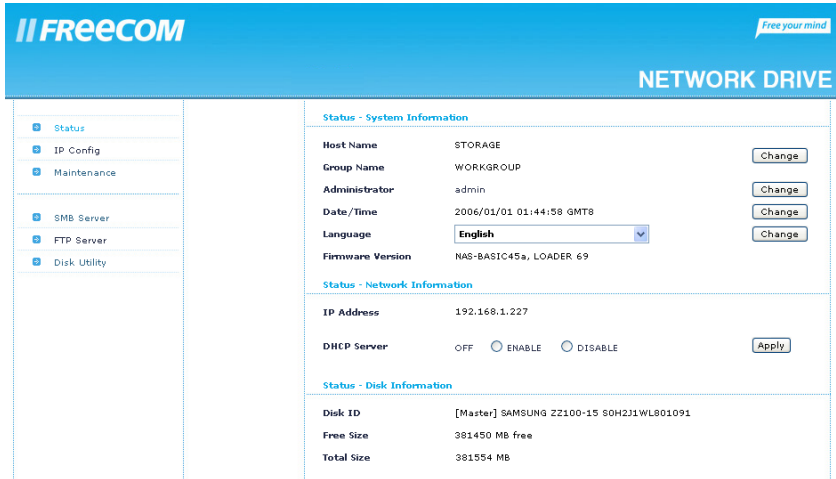 FREECOM
Free your mind
NETWORK DRIVE
Status
IP Config
Maintenance
SMB Server
FTP Server
Disk Utility
Status - System Information
Host Name STORAGE
Change
Group Name WORKGROUP
Administrator admin Change
Date/Time 2006/01/01 01:44:58 GMT8 Change
Language English Change
Firmware Version NAS-BASIC45a, LOADER 69
Status - Network Information
IP Address 192.168.1.227
DHCP Server OFF ENABLE DISABLE Apply
Status - Disk Information
Disk ID [Master] SAMSUNG ZZ100-15 S0H2J1WL801091
Free Size 381450 MB free
Total Size 381554 MB